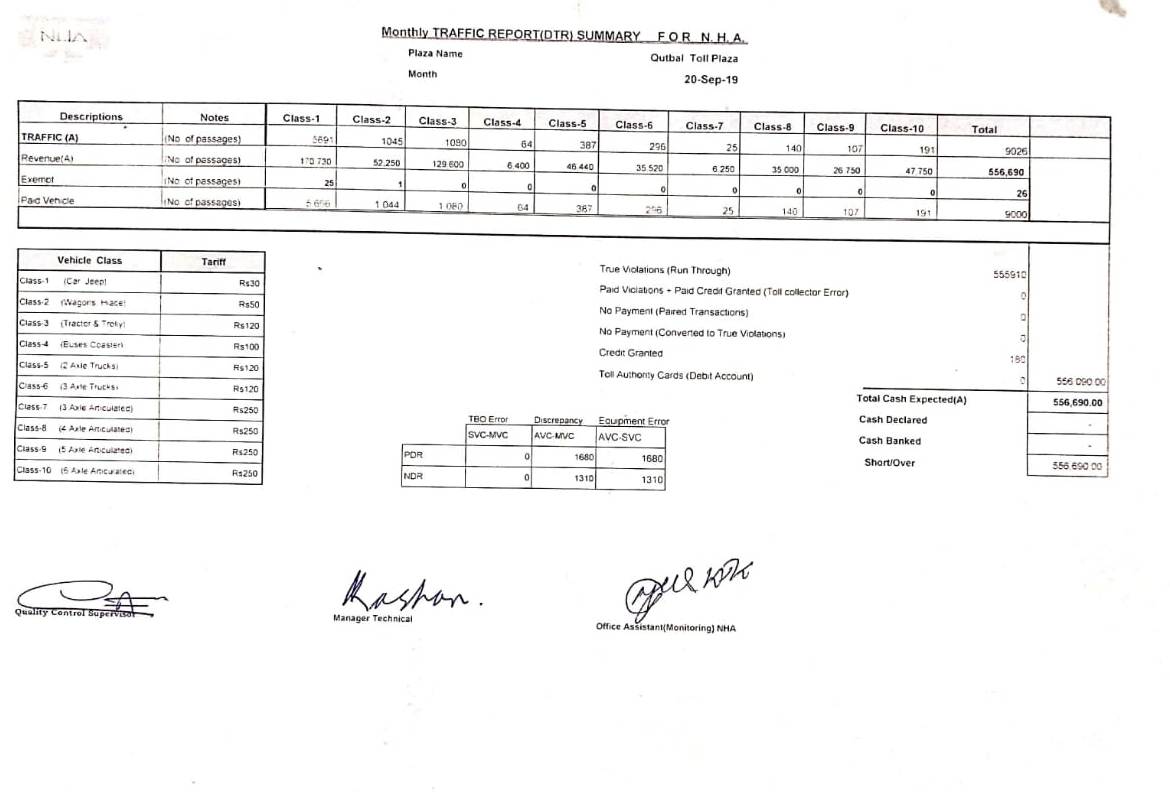 NHA
Monthly TRAFFIC REPORT(DTR) SUMMARY FOR N.H.A.
Plaza Name Qutbal Toll Plaza
Month 20-Sep-19
Descriptions Notes Class-1 Class-2 Class-3 Class-4 Class-5 Class-6 Class-7 Class-8 Class-9 Class-10 Total
TRAFFIC (A) (No of passages) 5691 1045 1080 64 387 296 25 140 107 191 9026
Revenue(A) (No of passages) 170 730 52.250 129 600 6 400 46 440 35 520 6 250 35 000 26 750 47 750 556,690
Exempt (No of passages) 25 1 0 0 0 0 0 0 0 0 26
Paid Vehicle (No of passages) 1 044 1 080 64 387 296 25 140 107 191 9000
Vehicle Class Tariff
Class-1 (Car Jeep) Rs30
Class-2 (Wagons Hiace) Rs50
Class-3 (Tractor & Trolly) Rs120
Class-4 (Buses Coaster) Rs100
Class-5 (2 Axle Trucks) Rs120
Class-6 (3 Axle Trucks) Rs120
Class-7 (3 Axle Articulated) Rs250
Class-8 (4 Axle Articulated) Rs250
Class-9 (5 Axle Articulated) Rs250
Class-10 (6 Axle Articulated) Rs250
True Violations (Run Through) 555910
Paid Violations + Paid Credit Granted (Toll collector Error) 0
No Payment (Paired Transactions) 0
No Payment (Converted to True Violations) 0
Credit Granted 180
Toll Authority Cards (Debit Account) 0 556 090 00
Total Cash Expected(A) 556,690.00
Cash Declared -
Cash Banked -
Short/Over 556 690 00
TBO Error Discrepancy Equipment Error
SVC-MVC AVC-MVC AVC-SVC
PDR 0 1680 1680
NDR 0 1310 1310
Kashan.
Quality Control Supervisor
Manager Technical
Office Assistant(Monitoring) NHA